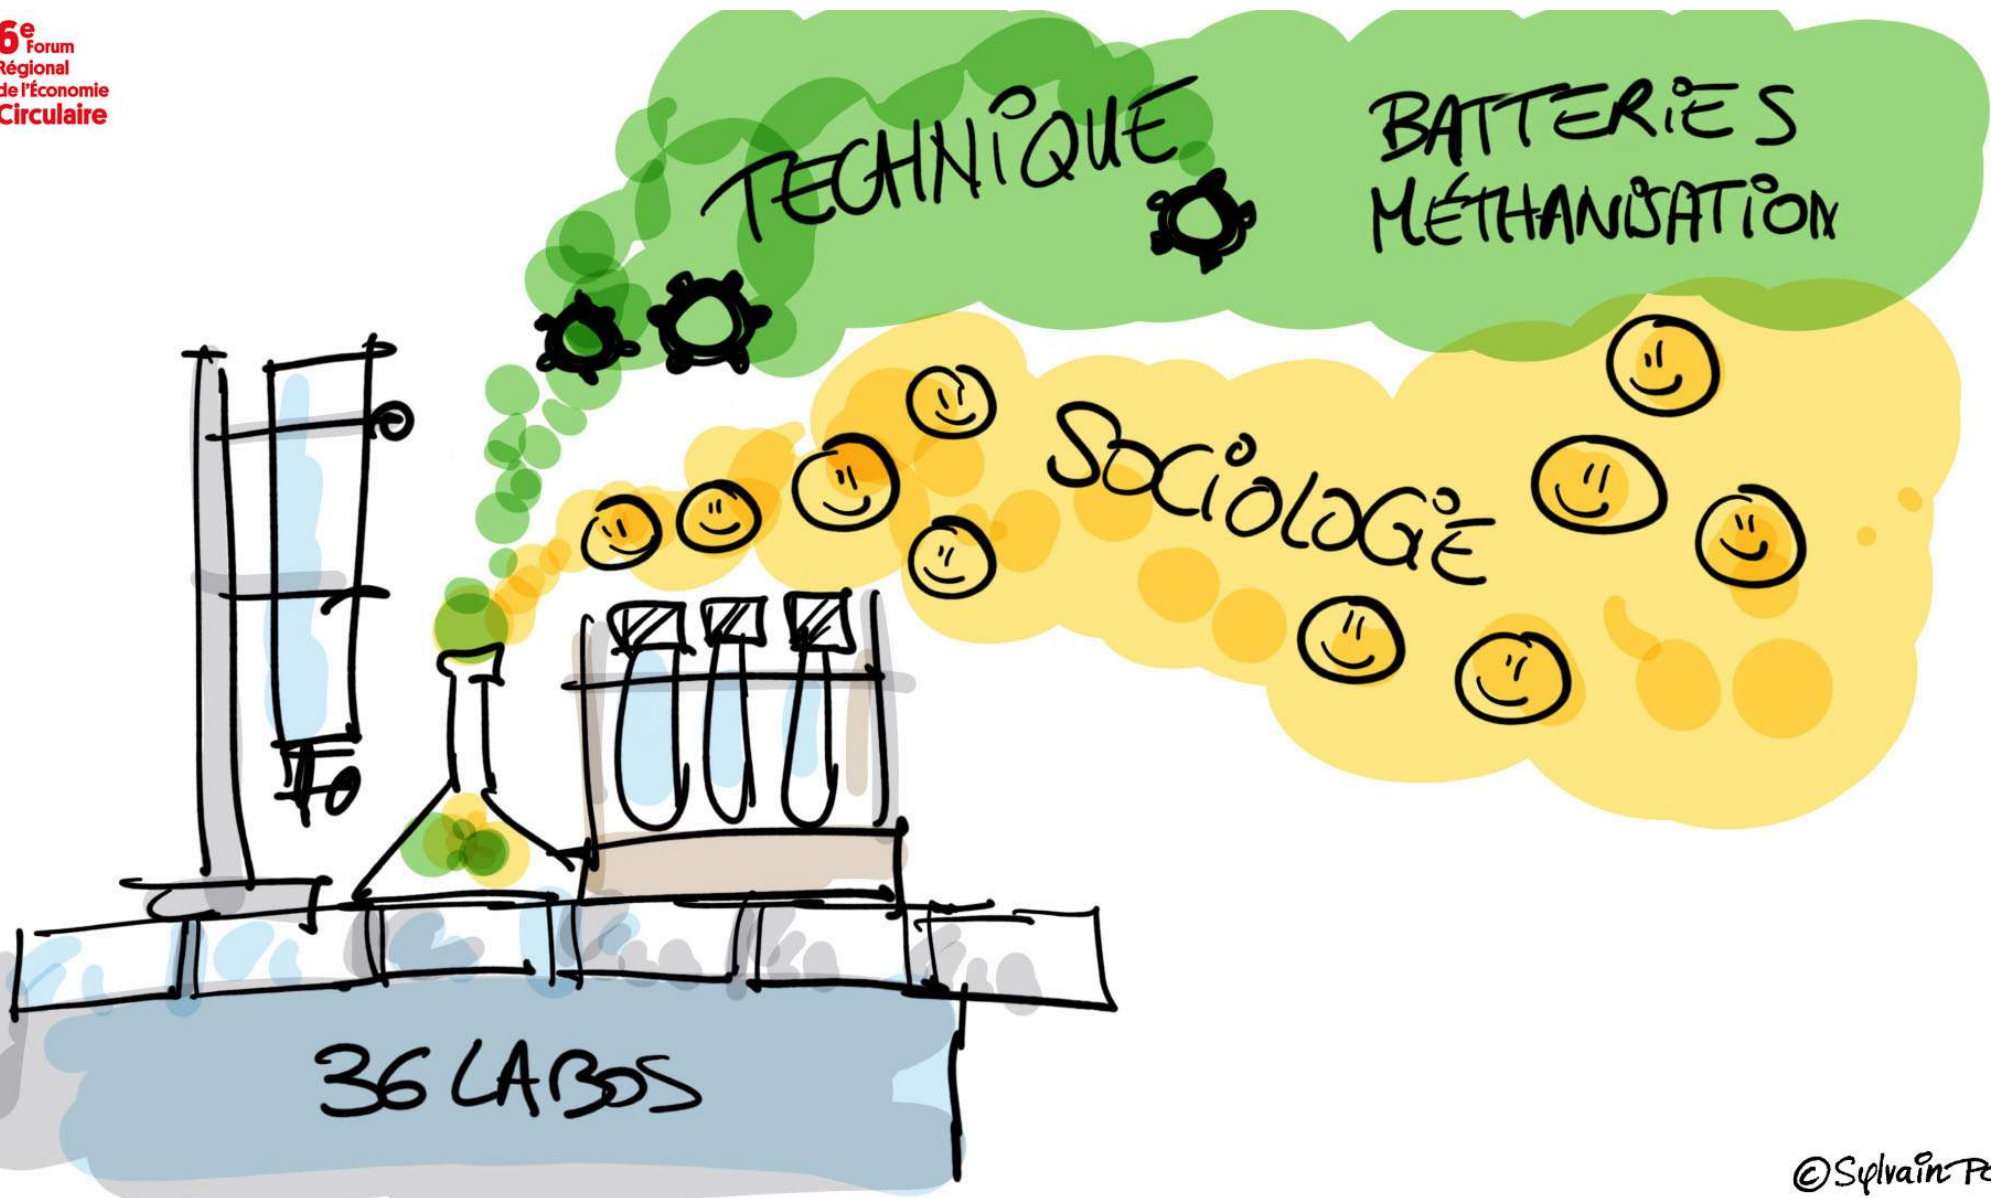 6e Forum
Régional
de l'Économie
Circulaire
TECHNIQUE
BATTERIES
MÉTHANISATION
SOCIOLOGIE
36 LABOS
© Sylvain